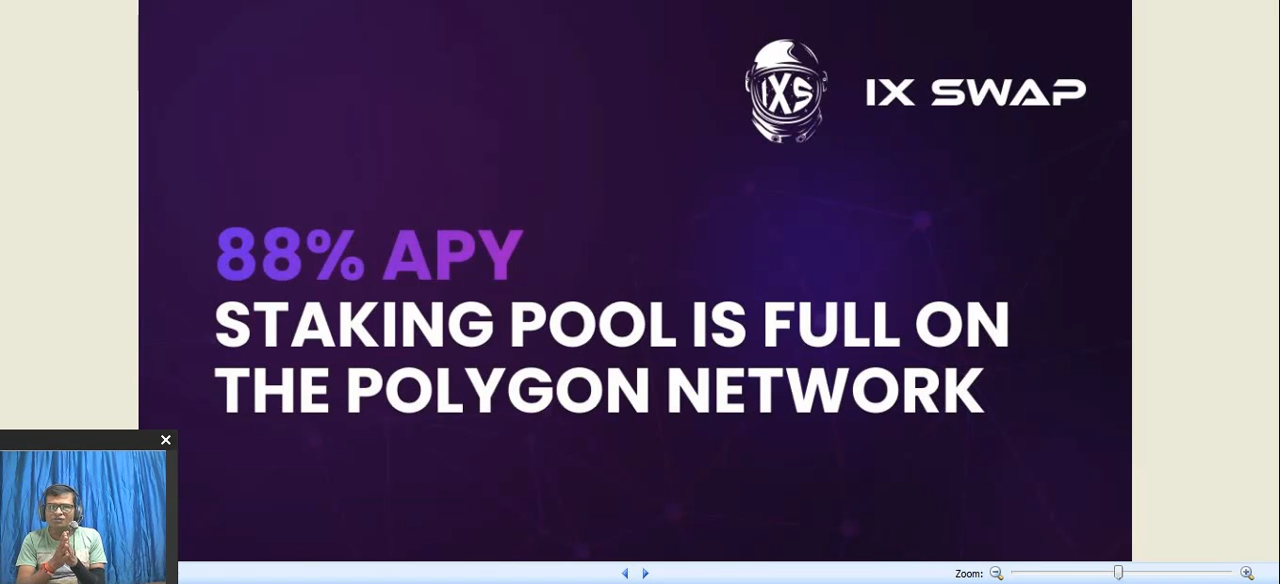 IXS
IX SWAP
88% APY
STAKING POOL IS FULL ON
THE POLYGON NETWORK
Zoom: